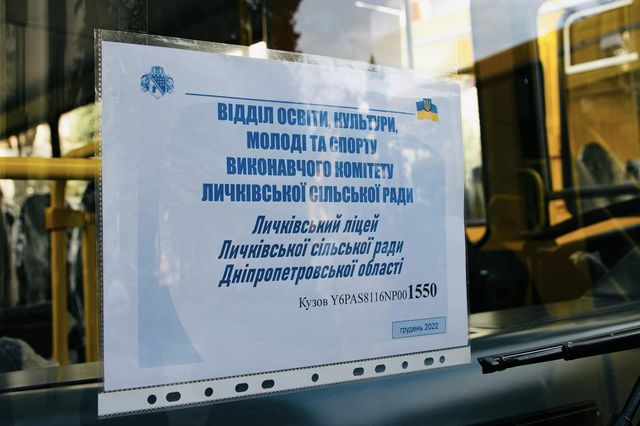 ВІДДІЛ ОСВІТИ, КУЛЬТУРИ,
МОЛОДІ ТА СПОРТУ
ВИКОНАВЧОГО КОМІТЕТУ
ЛИЧКІВСЬКОЇ СІЛЬСЬКОЇ РАДИ
Личківський ліцей
Личківської сільської ради
Дніпропетровської області
Кузов Y6PAS8116NP001550
грудень 2022